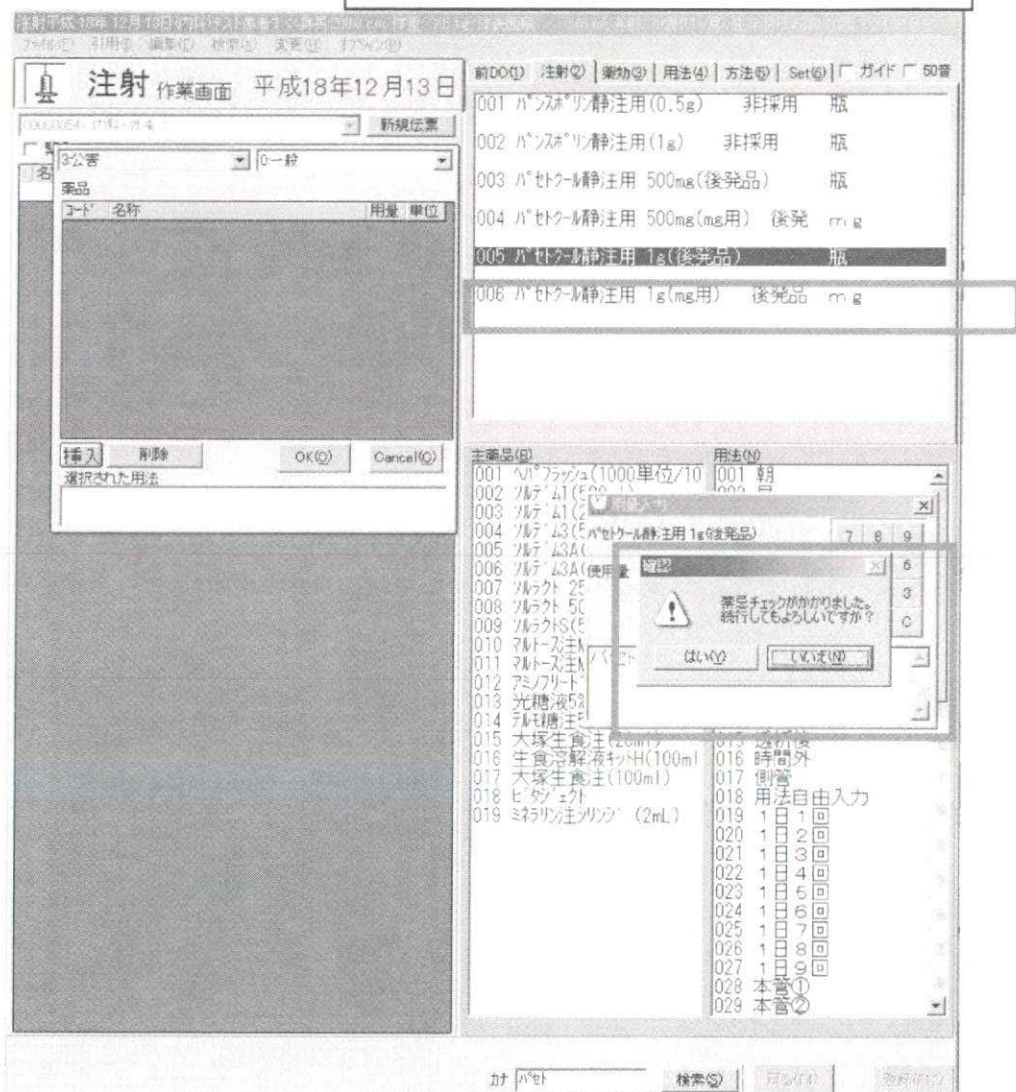 注射 作業画面 平成18年12月13日
新規伝票
3:公害
0:一般
薬品
コード 名称 用量 単位
挿入 削除 OK(O) Cancel(C)
選択された用法
前DO(1) 注射(2) 薬効(3) 用法(4) 方法(5) Set(6) ガイド 50音
001 パンスポリン静注用(0.5g) 非採用 瓶
002 パンスポリン静注用(1g) 非採用 瓶
003 パセトクール静注用 500mg(後発品) 瓶
004 パセトクール静注用 500mg(mg用) 後発 mg
005 パセトクール静注用 1g(後発品) 瓶
006 パセトクール静注用 1g(mg用) 後発品 mg
主薬品(B)
001 ヘパフラッシュ(1000単位/10
002 ソルデム1(
003 ソルデム1(2
004 ソルデム3(5
005 ソルデム3A(
006 ソルデム3A(
007 ソルラクト 25
008 ソルラクト 50
009 ソルラクトS(5
010 マルトース注
011 マルトース注
012 アミノフリード
013 光糖液5%
014 テルモ糖注5
015 大塚生食注(20ml)
016 生食溶解液キットH(100ml
017 大塚生食注(100ml)
018 ビタジェクト
019 ミネラリン注シリンジ (2mL)
用法(N)
001 朝
用量入力
パセトクール静注用 1g(後発品)
使用量
7 8 9
6
3
C
確認
薬忌チェックがかかりました。
続行してもよろしいですか?
はい(Y) いいえ(N)
015 透析後
016 時間外
017 側管
018 用法自由入力
019 1日1回
020 1日2回
021 1日3回
022 1日4回
023 1日5回
024 1日6回
025 1日7回
026 1日8回
027 1日9回
028 本管①
029 本管②
カナ パセト 検索(S)